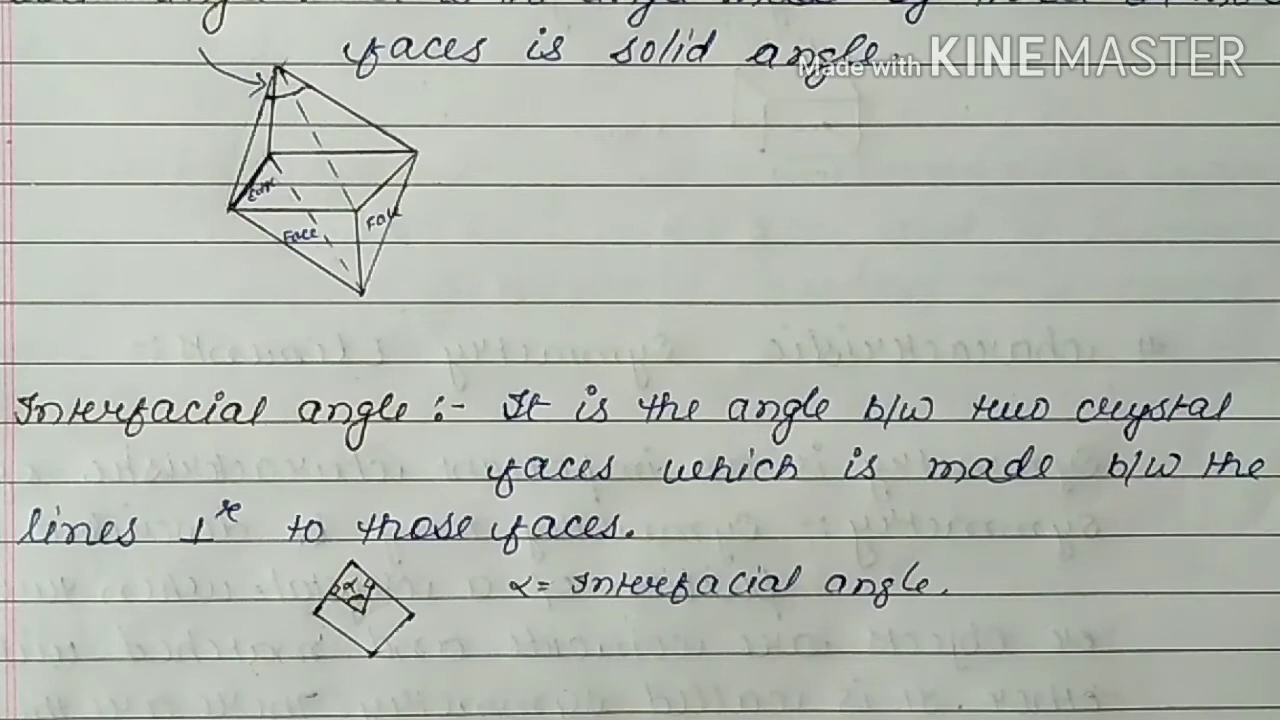 faces is solid angle.
Made with KINEMASTER
Edge
Face
Face
Interfacial angle :- It is the angle b/w two crystal
faces which is made b/w the
lines ⊥r to those faces.
α
α = Interfacial angle.